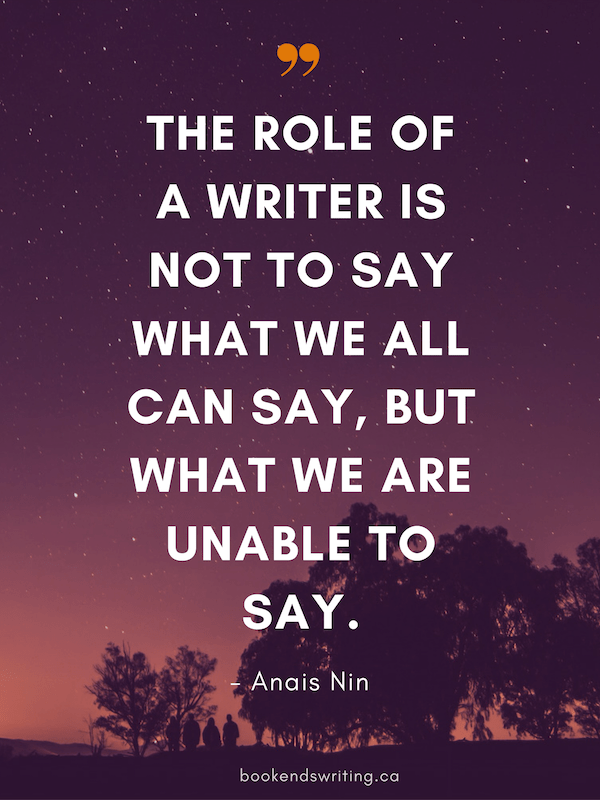 ”
THE ROLE OF
A WRITER IS
NOT TO SAY
WHAT WE ALL
CAN SAY, BUT
WHAT WE ARE
UNABLE TO
SAY.
– Anais Nin
bookendswriting.ca